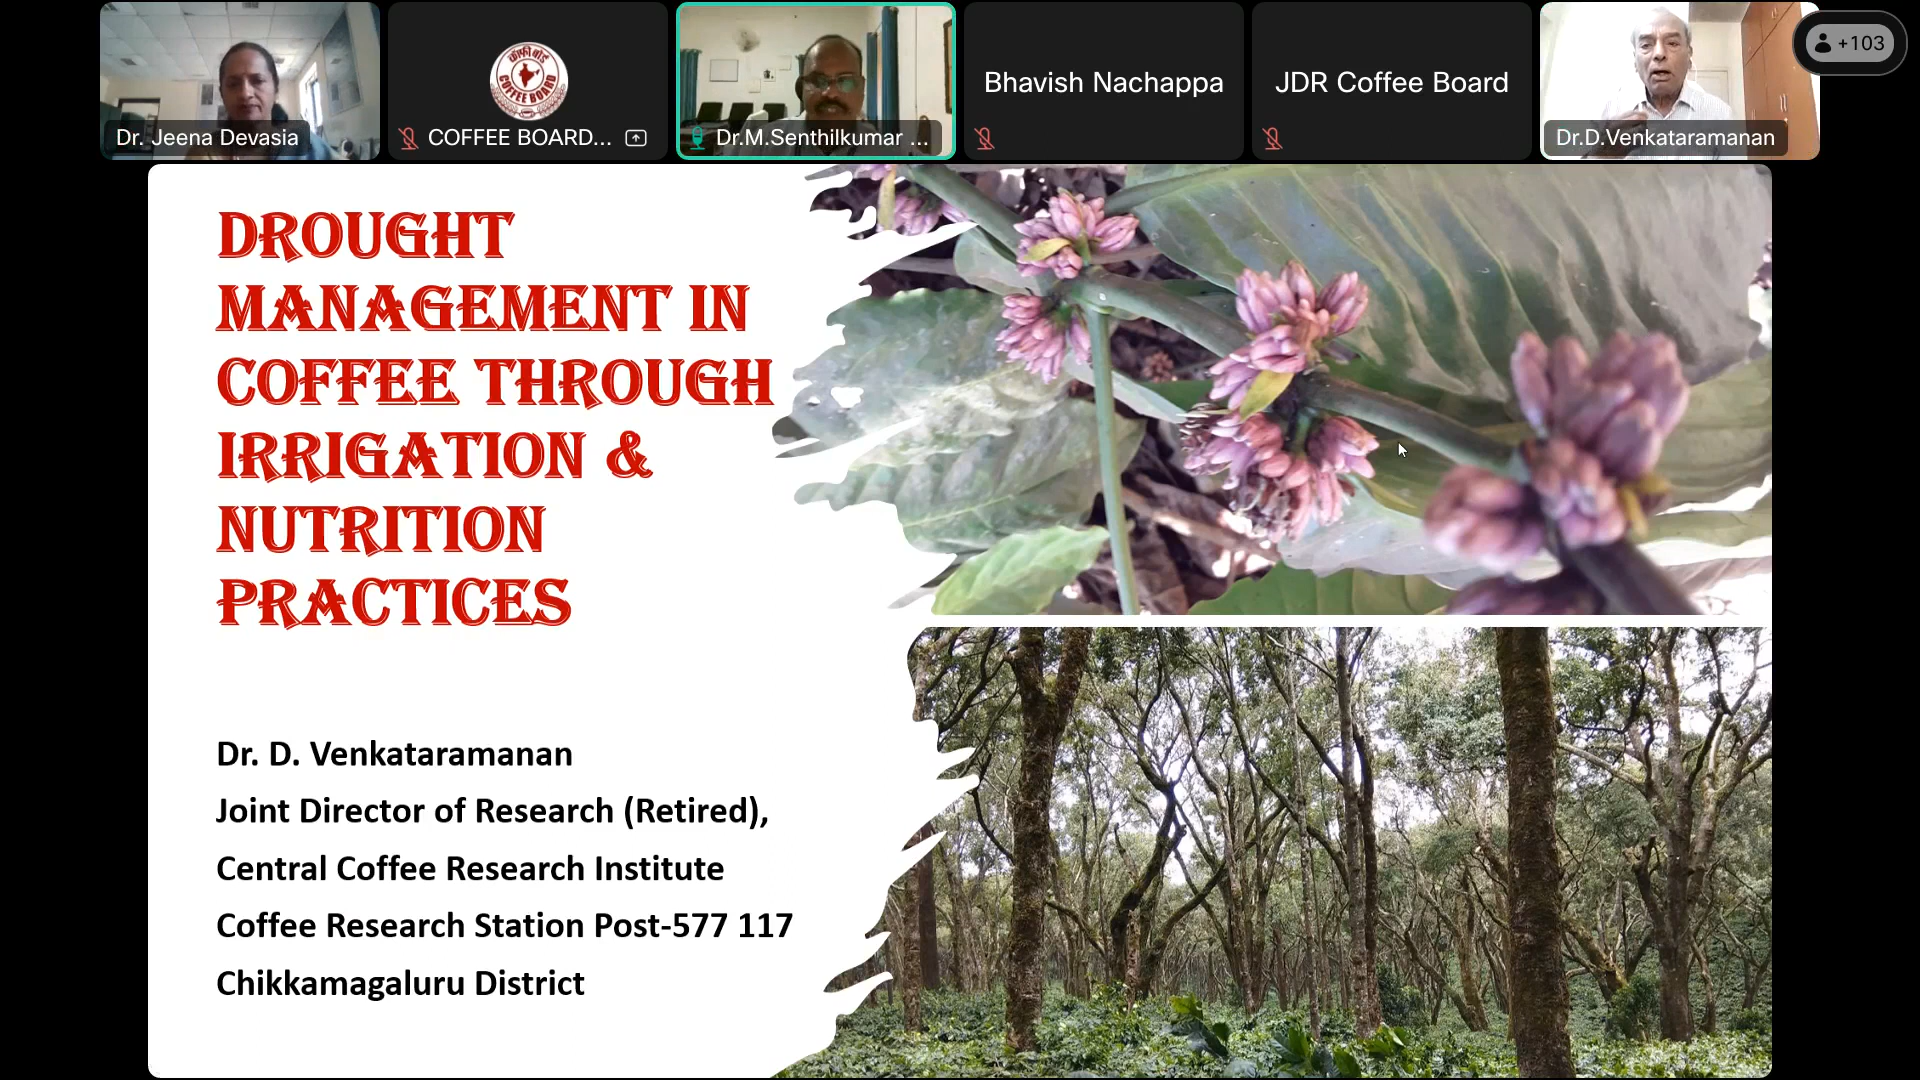 Dr. Jeena Devasia
कॉफी बोर्ड
COFFEE BOARD
COFFEE BOARD...
Dr.M.Senthilkumar ...
Bhavish Nachappa
JDR Coffee Board
Dr.D.Venkataramanan
+103
DROUGHT
MANAGEMENT IN
COFFEE THROUGH
IRRIGATION &
NUTRITION
PRACTICES
Dr. D. Venkataramanan
Joint Director of Research (Retired),
Central Coffee Research Institute
Coffee Research Station Post-577 117
Chikkamagaluru District